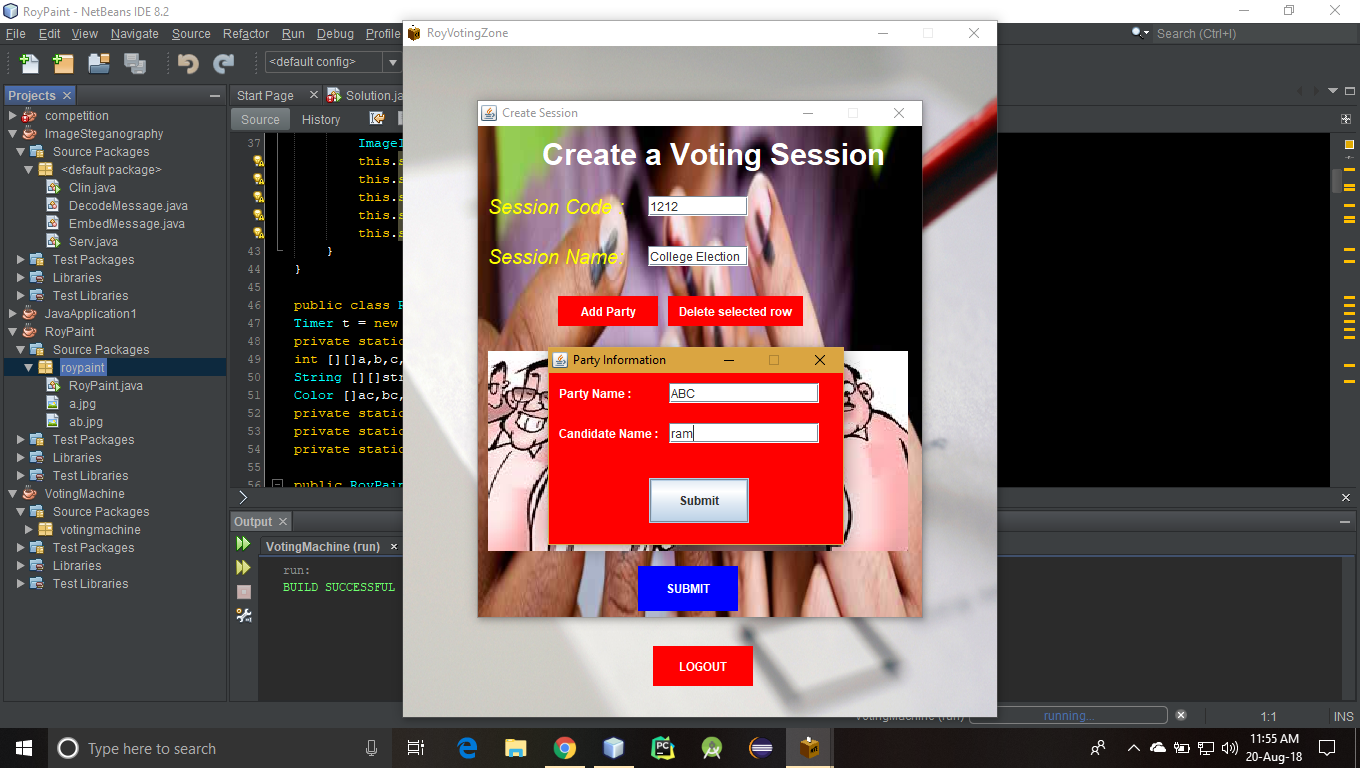 RoyPaint - NetBeans IDE 8.2
File Edit View Navigate Source Refactor Run Debug Profile
Search (Ctrl+I)
<default config>
Projects
competition
ImageSteganography
Source Packages
<default package>
Clin.java
DecodeMessage.java
EmbedMessage.java
Serv.java
Test Packages
Libraries
Test Libraries
JavaApplication1
RoyPaint
Source Packages
roypaint
RoyPaint.java
a.jpg
ab.jpg
Test Packages
Libraries
Test Libraries
VotingMachine
Source Packages
votingmachine
Test Packages
Libraries
Test Libraries
Start Page Solution.ja
Source History
37 ImageI
this.s
this.s
this.s
this.s
this.s
43 }
44 }
45
46 public class R
47 Timer t = new
48 private static
49 int [][]a,b,c,
50 String [][]str
51 Color []ac,bc,
52 private static
53 private static
54 private static
55
56 public RoyPain
Output
VotingMachine (run)
run:
BUILD SUCCESSFUL
RoyVotingZone
Create Session
Create a Voting Session
Session Code : 1212
Session Name: College Election
Add Party Delete selected row
Party Information
Party Name : ABC
Candidate Name : ram
Submit
SUBMIT
LOGOUT
VotingMachine (run) running... 1:1 INS
Type here to search
PC
11:55 AM
20-Aug-18